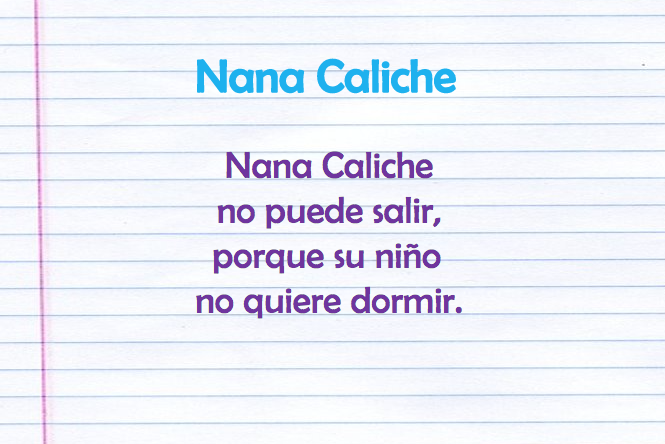 Nana Caliche
Nana Caliche
no puede salir,
porque su niño
no quiere dormir.